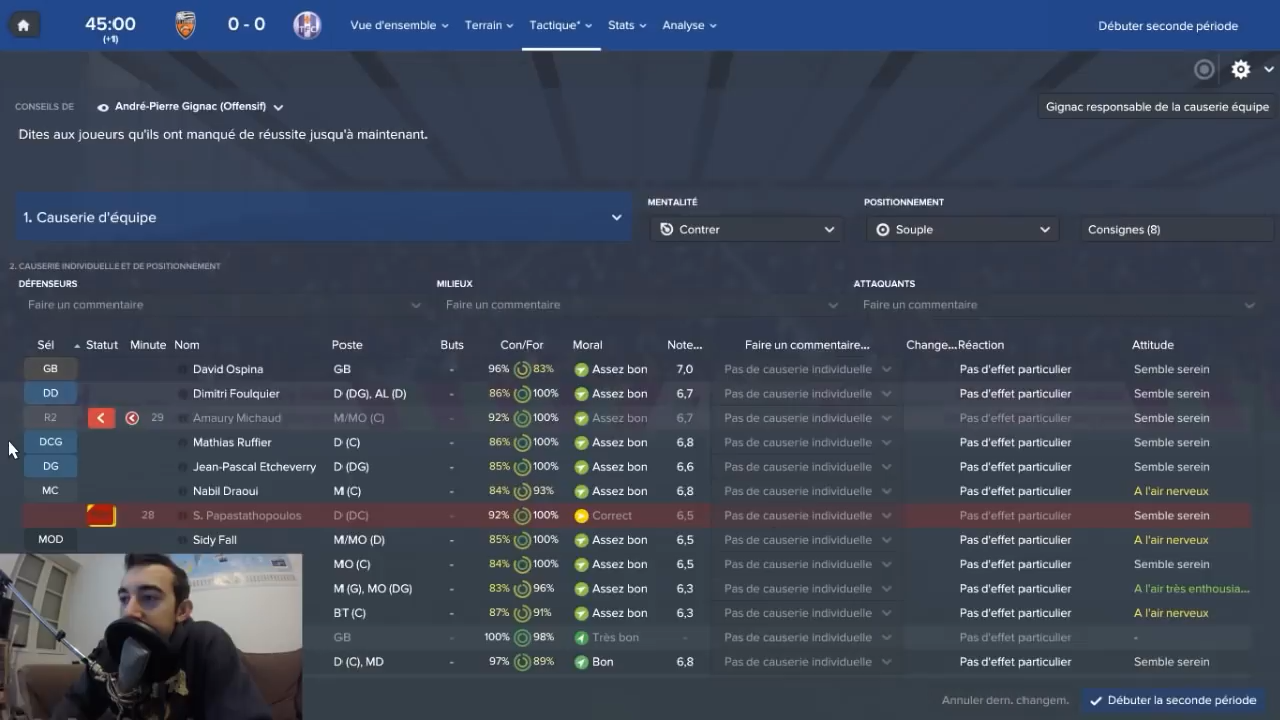 45:00
(+1)
0 - 0
Vue d'ensemble
Terrain
Tactique*
Stats
Analyse
Débuter seconde période
CONSEILS DE
André-Pierre Gignac (Offensif)
Gignac responsable de la causerie équipe
Dites aux joueurs qu'ils ont manqué de réussite jusqu'à maintenant.
1. Causerie d'équipe
MENTALITÉ
Contrer
POSITIONNEMENT
Souple
Consignes (8)
2. CAUSERIE INDIVIDUELLE ET DE POSITIONNEMENT
DÉFENSEURS
MILIEUX
ATTAQUANTS
Faire un commentaire
Faire un commentaire
Faire un commentaire
Sél Statut Minute Nom Poste Buts Con/For Moral Note... Faire un commentaire... Change... Réaction Attitude
GB David Ospina GB - 96% 83% Assez bon 7,0 Pas de causerie individuelle Pas d'effet particulier Semble serein
DD Dimitri Foulquier D (DG), AL (D) - 86% 100% Assez bon 6,7 Pas de causerie individuelle Pas d'effet particulier Semble serein
R2 29 Amaury Michaud M/MO (C) - 92% 100% Assez bon 6,7 Pas de causerie individuelle Pas d'effet particulier Semble serein
DCG Mathias Ruffier D (C) - 86% 100% Assez bon 6,8 Pas de causerie individuelle Pas d'effet particulier Semble serein
DG Jean-Pascal Etcheverry D (DG) - 85% 100% Assez bon 6,6 Pas de causerie individuelle Pas d'effet particulier Semble serein
MC Nabil Draoui M (C) - 84% 93% Assez bon 6,8 Pas de causerie individuelle Pas d'effet particulier A l'air nerveux
28 S. Papastathopoulos D (DC) - 92% 100% Correct 6,5 Pas de causerie individuelle Pas d'effet particulier Semble serein
MOD Sidy Fall M/MO (D) - 85% 100% Assez bon 6,5 Pas de causerie individuelle Pas d'effet particulier A l'air nerveux
MO (C) - 84% 100% Assez bon 6,5 Pas de causerie individuelle Pas d'effet particulier Semble serein
M (G), MO (DG) - 83% 96% Assez bon 6,3 Pas de causerie individuelle Pas d'effet particulier A l'air très enthousia...
BT (C) - 87% 91% Assez bon 6,3 Pas de causerie individuelle Pas d'effet particulier A l'air nerveux
GB - 100% 98% Très bon - Pas de causerie individuelle Pas d'effet particulier -
D (C), MD - 97% 89% Bon 6,8 Pas de causerie individuelle Pas d'effet particulier Semble serein
Annuler dern. changem.
Débuter la seconde période